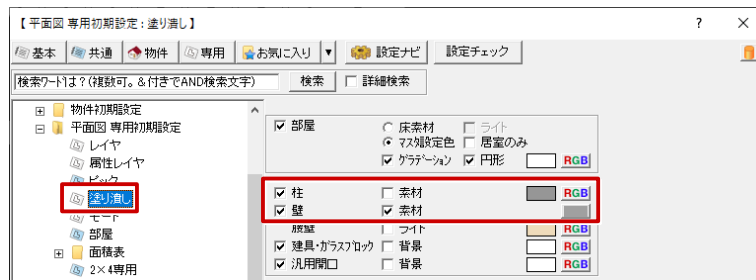 【 平面図 専用初期設定 : 塗り潰し 】 ?
基本 共通 物件 専用 お気に入り ▼ 設定ナビ 設定チェック
検索ワードは？(複数可。＆付きでAND検索文字) 検索 詳細検索
物件初期設定
平面図 専用初期設定
レイヤ
属性レイヤ
ピック
塗り潰し
モード
部屋
面積表
2×4専用
部屋 床素材 ライト
マスタ設定色 居室のみ
グラデーション 円形 RGB
柱 素材 RGB
壁 素材
腰壁 ライト RGB
建具・ガラスブロック 背景 RGB
汎用開口 背景 RGB